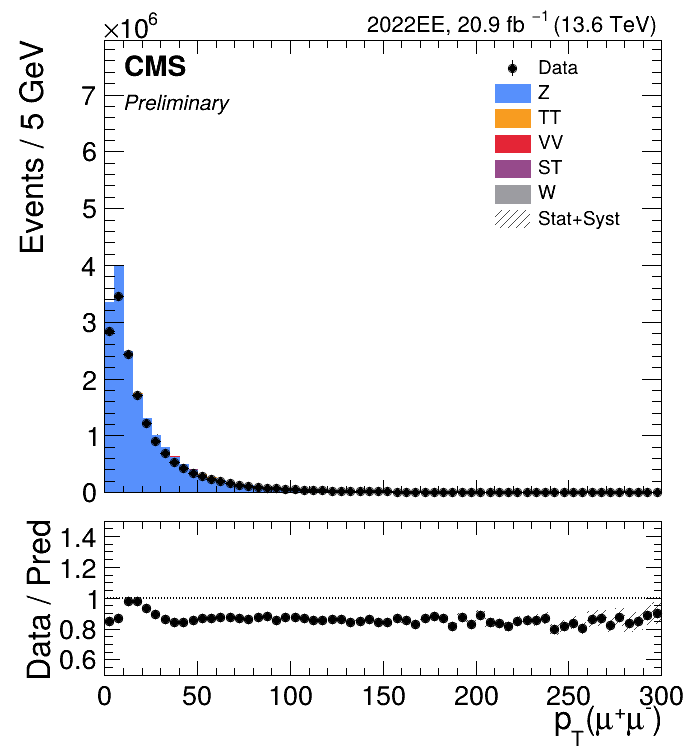 ×10⁶
2022EE, 20.9 fb ⁻¹ (13.6 TeV)
CMS
Preliminary
Data
Z
TT
VV
ST
W
Stat+Syst
Events / 5 GeV
7
6
5
4
3
2
1
0
Data / Pred
1.4
1.2
1
0.8
0.6
0 50 100 150 200 250 300
p_T(μ⁺μ⁻)